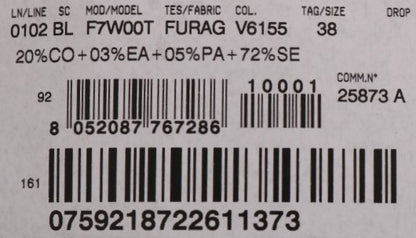 LN/LINE SC MOD/MODEL TES/FABRIC COL. TAG/SIZE DROP
0102 BL F7W00T FURAG V6155 38
20%CO+03%EA+05%PA+72%SE
10001 COMM.N°
92 25873 A
8 052087 767286
161
0759218722611373